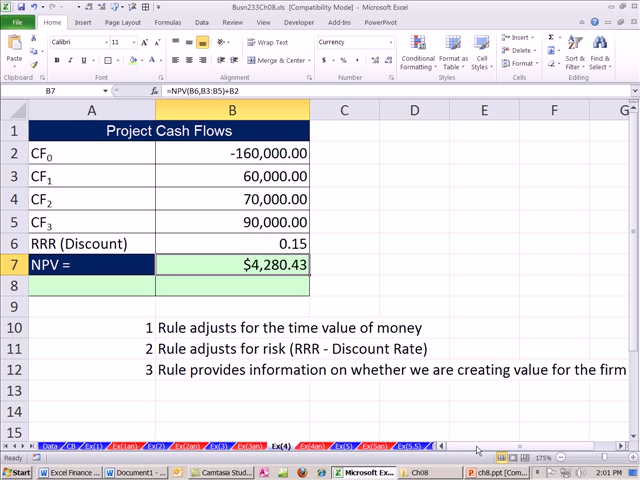 Busn233Ch08.xls [Compatibility Mode] - Microsoft Excel
File Home Insert Page Layout Formulas Data Review View Developer Add-Ins PowerPivot
Calibri 11 Wrap Text Currency Insert
Paste Merge & Center Conditional Formatting Format as Table Cell Styles Delete Format Sort & Filter Find & Select
Clipboard Font Alignment Number Styles Cells Editing
B7 fx =NPV(B6,B3:B5)+B2
A B C D E F G
1 Project Cash Flows
2 CF0 -160,000.00
3 CF1 60,000.00
4 CF2 70,000.00
5 CF3 90,000.00
6 RRR (Discount) 0.15
7 NPV = $4,280.43
8
9
10 1 Rule adjusts for the time value of money
11 2 Rule adjusts for risk (RRR - Discount Rate)
12 3 Rule provides information on whether we are creating value for the firm
13
14
15
Data CB Ex(1) Ex(1an) Ex(2) Ex(2an) Ex(3) Ex(3an) Ex(4) Ex(4an) Ex(5) Ex(5an) Ex(5.5)
Ready 175%
Start Excel Finance ... Document1 - ... Camtasia Stud... Microsoft Ex... Ch08 ch8.ppt [Com... 2:01 PM